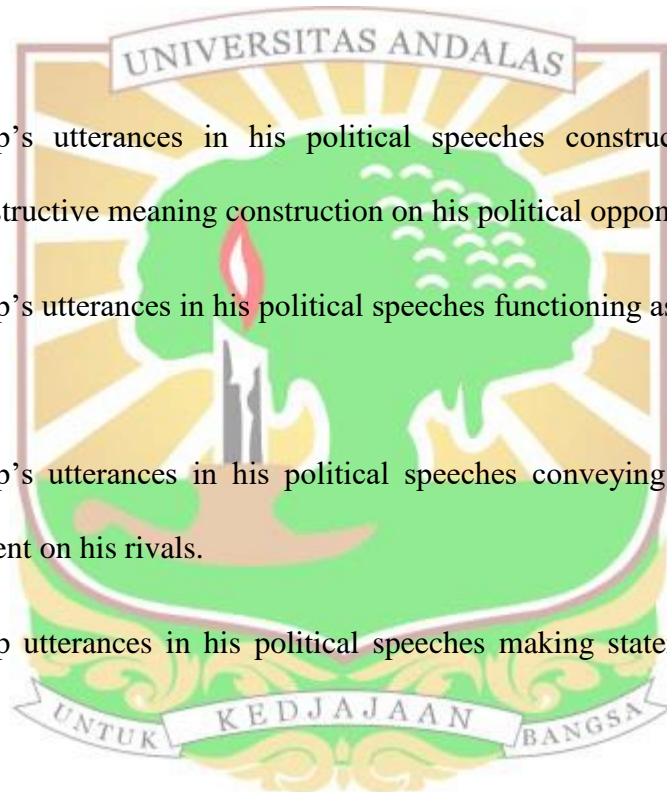 UNIVERSITAS ANDALAS
p's utterances in his political speeches construc
structive meaning construction on his political oppon
p's utterances in his political speeches functioning as
p's utterances in his political speeches conveying
ent on his rivals.
p utterances in his political speeches making state
UNTUK KEDJAJAAN BANGSA